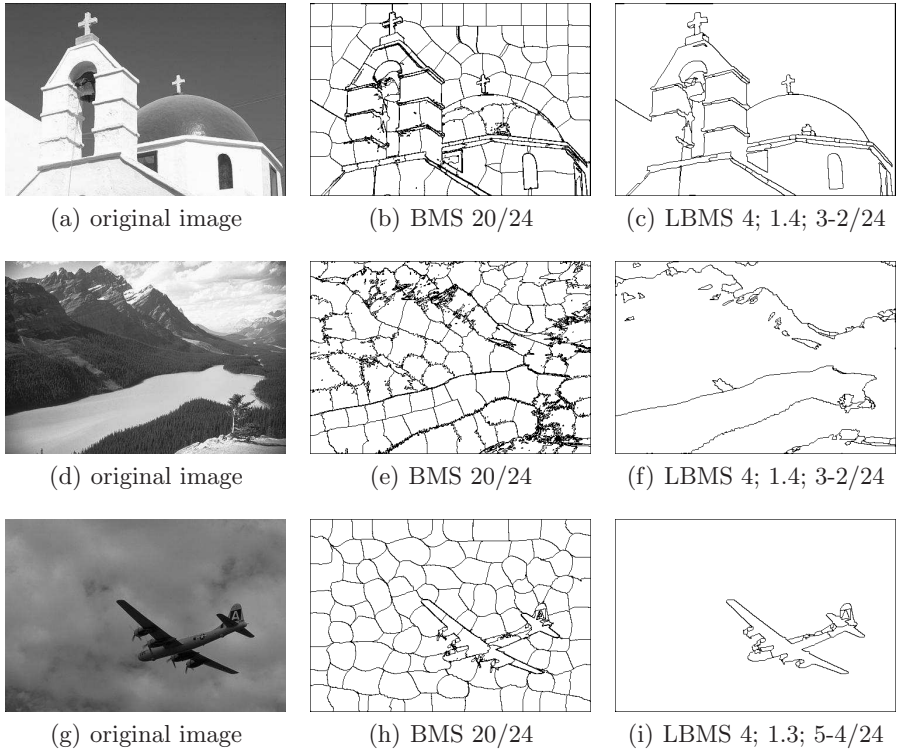 (a) original image
(b) BMS 20/24
(c) LBMS 4; 1.4; 3-2/24
(d) original image
(e) BMS 20/24
(f) LBMS 4; 1.4; 3-2/24
A
(g) original image
(h) BMS 20/24
(i) LBMS 4; 1.3; 5-4/24